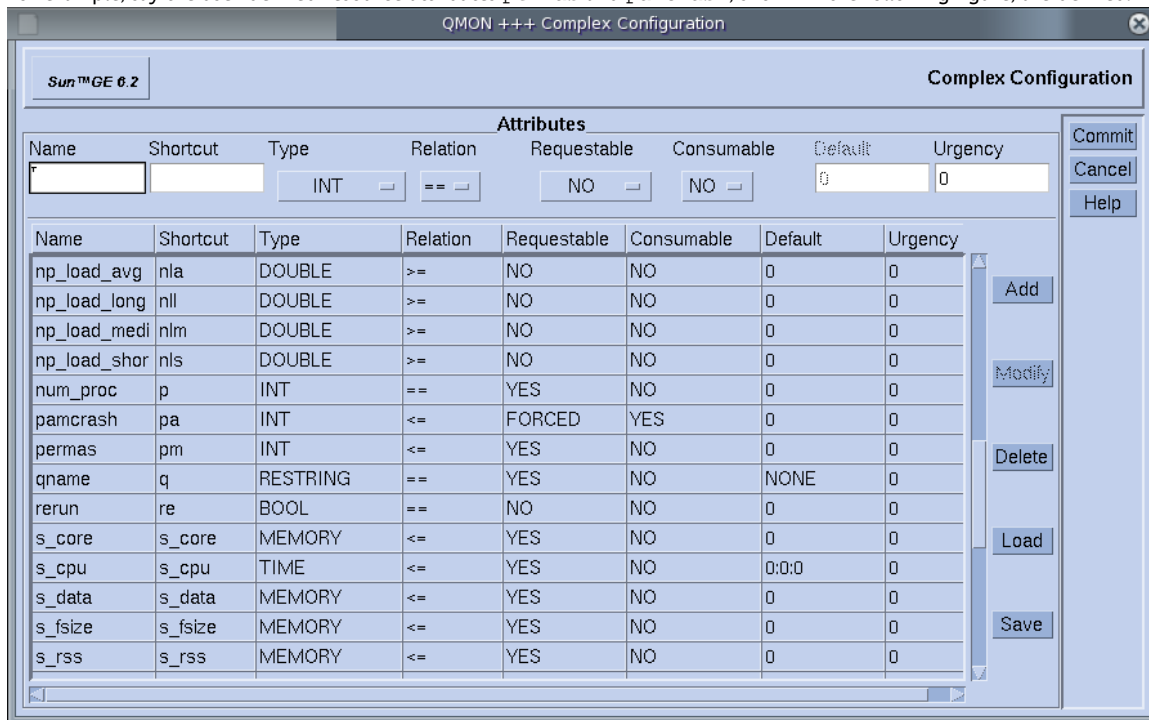 QMON +++ Complex Configuration
Sun™GE 6.2
Complex Configuration
Attributes
Name Shortcut Type Relation Requestable Consumable Default Urgency
INT == NO NO 0 0
Commit
Cancel
Help
Name Shortcut Type Relation Requestable Consumable Default Urgency
np_load_avg nla DOUBLE >= NO NO 0 0
np_load_long nll DOUBLE >= NO NO 0 0
np_load_medi nlm DOUBLE >= NO NO 0 0
np_load_shor nls DOUBLE >= NO NO 0 0
num_proc p INT == YES NO 0 0
pamcrash pa INT <= FORCED YES 0 0
permas pm INT <= YES NO 0 0
qname q RESTRING == YES NO NONE 0
rerun re BOOL == NO NO 0 0
s_core s_core MEMORY <= YES NO 0 0
s_cpu s_cpu TIME <= YES NO 0:0:0 0
s_data s_data MEMORY <= YES NO 0 0
s_fsize s_fsize MEMORY <= YES NO 0 0
s_rss s_rss MEMORY <= YES NO 0 0
Add
Modify
Delete
Load
Save